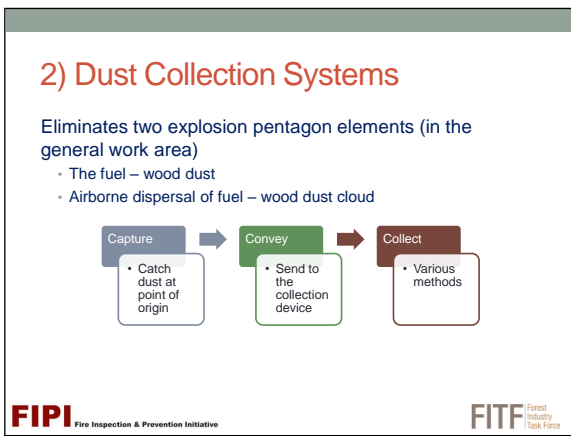 2) Dust Collection Systems
Eliminates two explosion pentagon elements (in the
general work area)
• The fuel – wood dust
• Airborne dispersal of fuel – wood dust cloud
Capture
• Catch
dust at
point of
origin
Convey
• Send to
the
collection
device
Collect
• Various
methods
FIPI Fire Inspection & Prevention Initiative
FITF Forest
Industry
Task Force